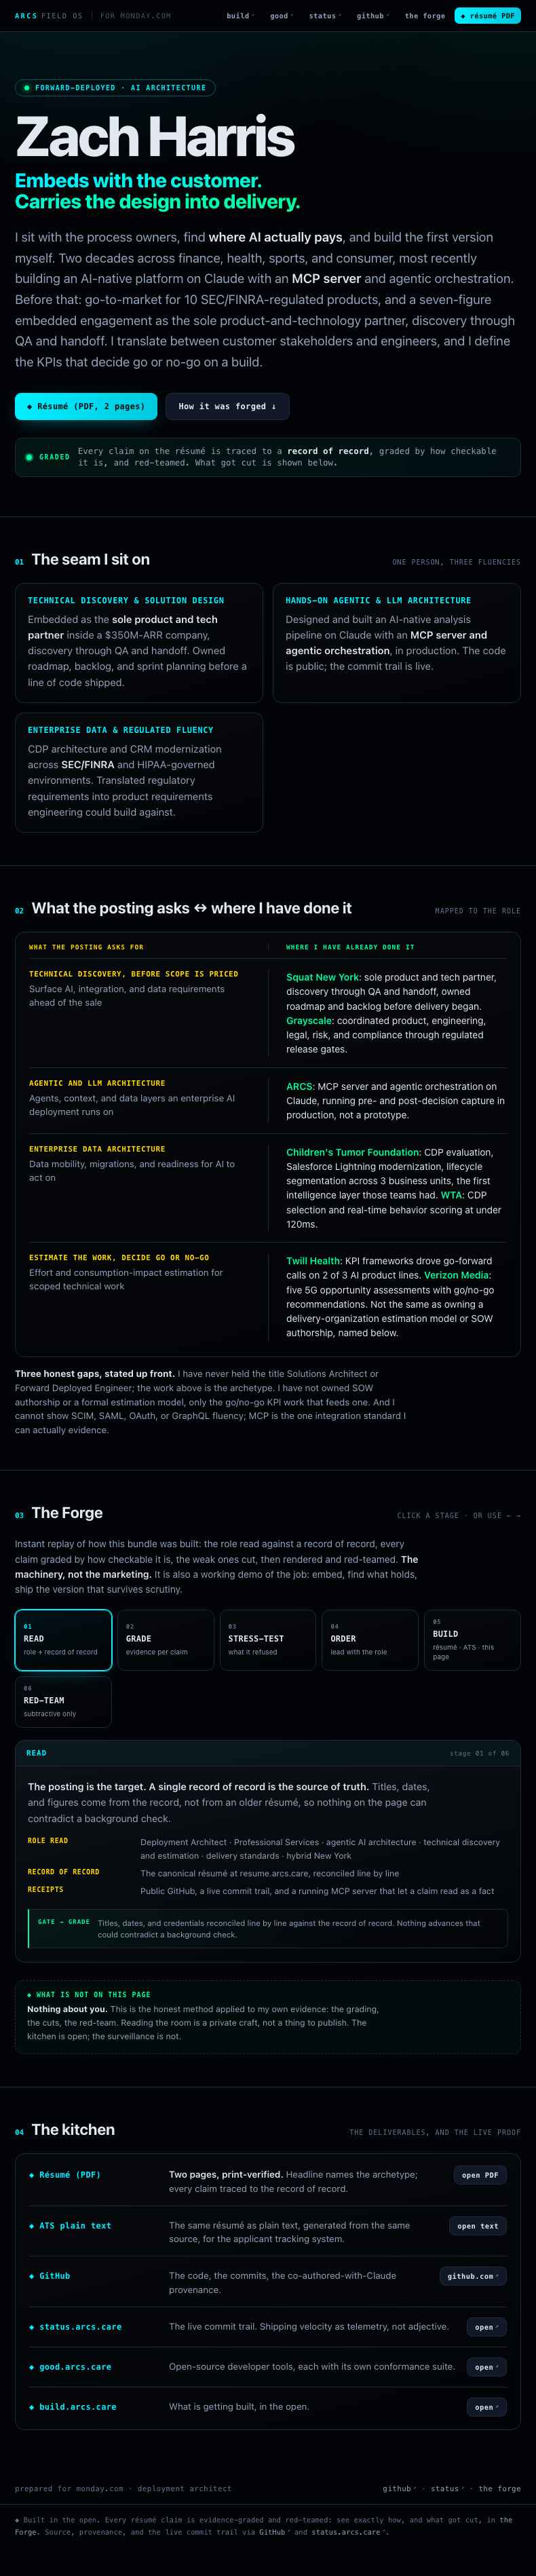 ARCS FIELD OS | FOR MONDAY.COM
build↗ good↗ status↗ github↗ the forge ◆ résumé PDF
FORWARD-DEPLOYED · AI ARCHITECTURE
Zach Harris
Embeds with the customer.
Carries the design into delivery.
I sit with the process owners, find where AI actually pays, and build the first version
myself. Two decades across finance, health, sports, and consumer, most recently
building an AI-native platform on Claude with an MCP server and agentic orchestration.
Before that: go-to-market for 10 SEC/FINRA-regulated products, and a seven-figure
embedded engagement as the sole product-and-technology partner, discovery through
QA and handoff. I translate between customer stakeholders and engineers, and I define
the KPIs that decide go or no-go on a build.
◆ Résumé (PDF, 2 pages)
How it was forged ↓
GRADED
Every claim on the résumé is traced to a record of record, graded by how checkable
it is, and red-teamed. What got cut is shown below.
01 The seam I sit on
ONE PERSON, THREE FLUENCIES
TECHNICAL DISCOVERY & SOLUTION DESIGN
Embedded as the sole product and tech
partner inside a $350M-ARR company,
discovery through QA and handoff. Owned
roadmap, backlog, and sprint planning before a
line of code shipped.
HANDS-ON AGENTIC & LLM ARCHITECTURE
Designed and built an AI-native analysis
pipeline on Claude with an MCP server and
agentic orchestration, in production. The code
is public; the commit trail is live.
ENTERPRISE DATA & REGULATED FLUENCY
CDP architecture and CRM modernization
across SEC/FINRA and HIPAA-governed
environments. Translated regulatory
requirements into product requirements
engineering could build against.
02 What the posting asks ↔ where I have done it
MAPPED TO THE ROLE
WHAT THE POSTING ASKS FOR
WHERE I HAVE ALREADY DONE IT
TECHNICAL DISCOVERY, BEFORE SCOPE IS PRICED
Surface AI, integration, and data requirements
ahead of the sale
Squat New York: sole product and tech partner,
discovery through QA and handoff, owned
roadmap and backlog before delivery began.
Grayscale: coordinated product, engineering,
legal, risk, and compliance through regulated
release gates.
AGENTIC AND LLM ARCHITECTURE
Agents, context, and data layers an enterprise AI
deployment runs on
ARCS: MCP server and agentic orchestration on
Claude, running pre- and post-decision capture in
production, not a prototype.
ENTERPRISE DATA ARCHITECTURE
Data mobility, migrations, and readiness for AI to
act on
Children's Tumor Foundation: CDP evaluation,
Salesforce Lightning modernization, lifecycle
segmentation across 3 business units, the first
intelligence layer those teams had. WTA: CDP
selection and real-time behavior scoring at under
120ms.
ESTIMATE THE WORK, DECIDE GO OR NO-GO
Effort and consumption-impact estimation for
scoped technical work
Twill Health: KPI frameworks drove go-forward
calls on 2 of 3 AI product lines. Verizon Media:
five 5G opportunity assessments with go/no-go
recommendations. Not the same as owning a
delivery-organization estimation model or SOW
authorship, named below.
Three honest gaps, stated up front. I have never held the title Solutions Architect or
Forward Deployed Engineer; the work above is the archetype. I have not owned SOW
authorship or a formal estimation model, only the go/no-go KPI work that feeds one. And I
cannot show SCIM, SAML, OAuth, or GraphQL fluency; MCP is the one integration standard I
can actually evidence.
03 The Forge
CLICK A STAGE · OR USE ← →
Instant replay of how this bundle was built: the role read against a record of record, every
claim graded by how checkable it is, the weak ones cut, then rendered and red-teamed. The
machinery, not the marketing. It is also a working demo of the job: embed, find what holds,
ship the version that survives scrutiny.
01
READ
role + record of record
02
GRADE
evidence per claim
03
STRESS-TEST
what it refused
04
ORDER
lead with the role
05
BUILD
résumé · ATS · this
page
06
RED-TEAM
subtractive only
READ
stage 01 of 06
The posting is the target. A single record of record is the source of truth. Titles, dates,
and figures come from the record, not from an older résumé, so nothing on the page can
contradict a background check.
ROLE READ
Deployment Architect · Professional Services · agentic AI architecture · technical discovery
and estimation · delivery standards · hybrid New York
RECORD OF RECORD
The canonical résumé at resume.arcs.care, reconciled line by line
RECEIPTS
Public GitHub, a live commit trail, and a running MCP server that let a claim read as a fact
GATE → GRADE
Titles, dates, and credentials reconciled line by line against the record of record. Nothing advances that
could contradict a background check.
◆ WHAT IS NOT ON THIS PAGE
Nothing about you. This is the honest method applied to my own evidence: the grading,
the cuts, the red-team. Reading the room is a private craft, not a thing to publish. The
kitchen is open; the surveillance is not.
04 The kitchen
THE DELIVERABLES, AND THE LIVE PROOF
◆ Résumé (PDF)
Two pages, print-verified. Headline names the archetype;
every claim traced to the record of record.
open PDF
◆ ATS plain text
The same résumé as plain text, generated from the same
source, for the applicant tracking system.
open text
◆ GitHub
The code, the commits, the co-authored-with-Claude
provenance.
github.com↗
◆ status.arcs.care
The live commit trail. Shipping velocity as telemetry, not adjective.
open↗
◆ good.arcs.care
Open-source developer tools, each with its own conformance suite.
open↗
◆ build.arcs.care
What is getting built, in the open.
open↗
prepared for monday.com · deployment architect
github↗ · status↗ · the forge
◆ Built in the open. Every résumé claim is evidence-graded and red-teamed: see exactly how, and what got cut, in the
Forge. Source, provenance, and the live commit trail via GitHub↗ and status.arcs.care↗.